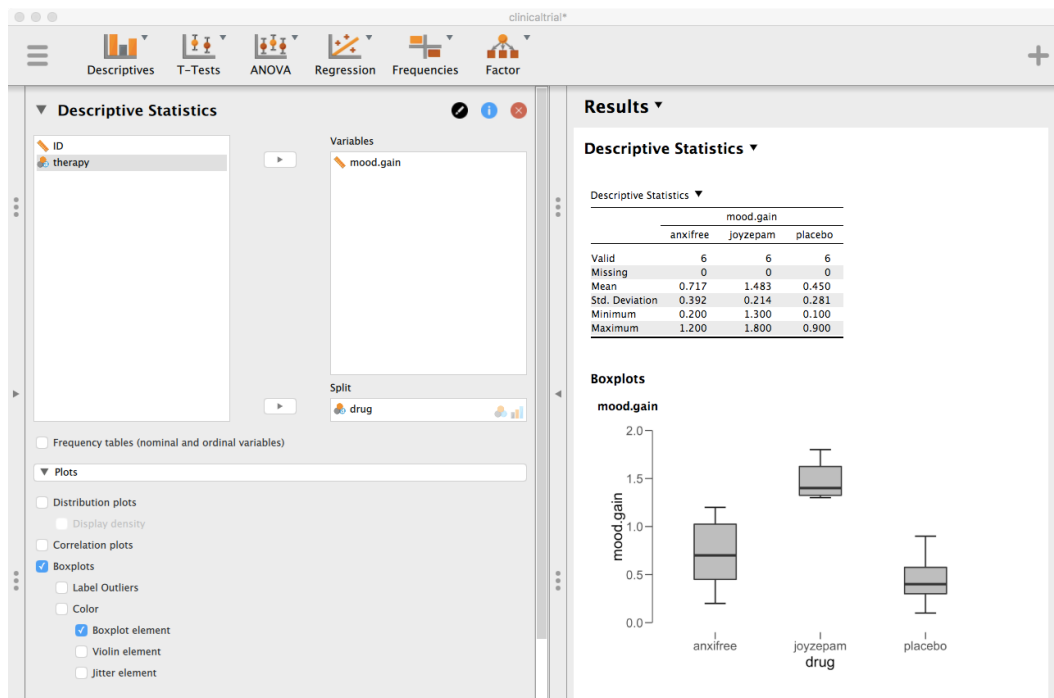 clinicaltrial*
Descriptives T-Tests ANOVA Regression Frequencies Factor
Descriptive Statistics
ID
therapy
Variables
mood.gain
Split
drug
Frequency tables (nominal and ordinal variables)
Plots
Distribution plots
Display density
Correlation plots
Boxplots
Label Outliers
Color
Boxplot element
Violin element
Jitter element
Results
Descriptive Statistics
Descriptive Statistics
mood.gain
anxifree joyzepam placebo
Valid 6 6 6
Missing 0 0 0
Mean 0.717 1.483 0.450
Std. Deviation 0.392 0.214 0.281
Minimum 0.200 1.300 0.100
Maximum 1.200 1.800 0.900
Boxplots
mood.gain
2.0
1.5
1.0
0.5
0.0
mood.gain
anxifree joyzepam placebo
drug